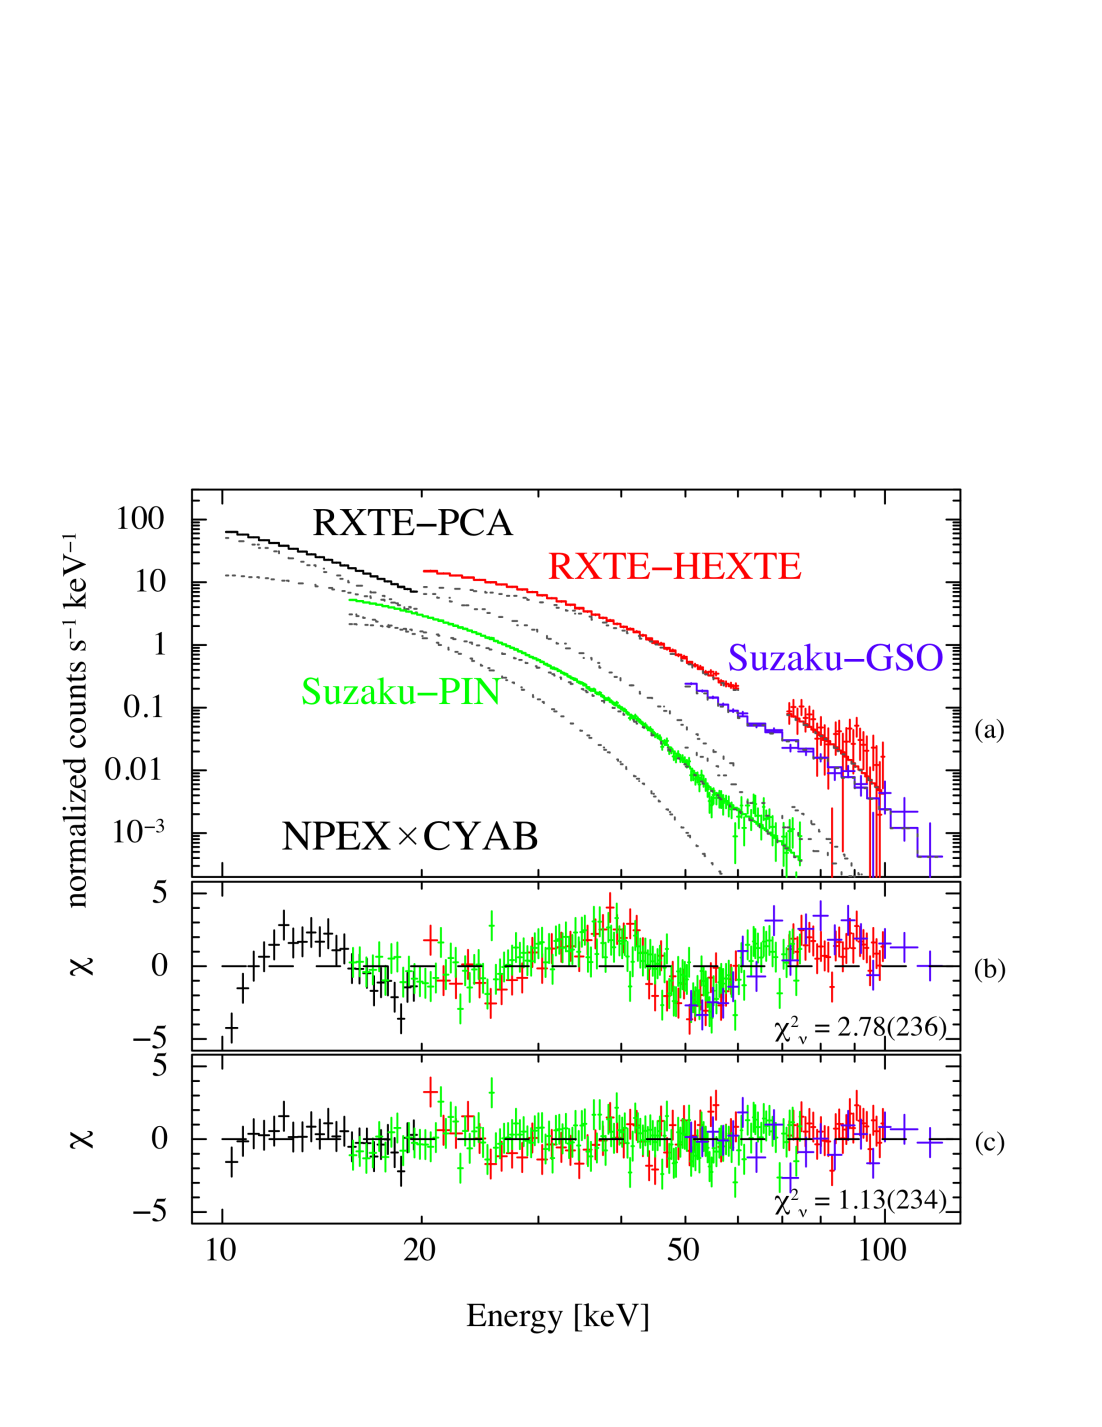 100
10
1
0.1
0.01
10⁻³
normalized counts s⁻¹ keV⁻¹
RXTE−PCA
RXTE−HEXTE
Suzaku−GSO
Suzaku−PIN
NPEX×CYAB
(a)
5
0
−5
χ
χ²ᵥ = 2.78(236)
(b)
5
0
−5
χ
χ²ᵥ = 1.13(234)
(c)
10 20 50 100
Energy [keV]